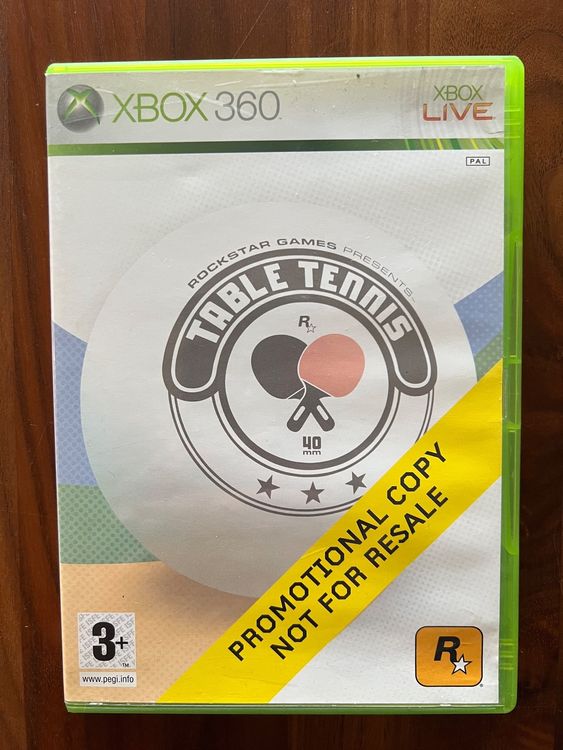 XBOX 360
XBOX
LIVE
PAL
ROCKSTAR GAMES PRESENTS
TABLE TENNIS
R
40
mm
PROMOTIONAL COPY
NOT FOR RESALE
3+
www.pegi.info
R